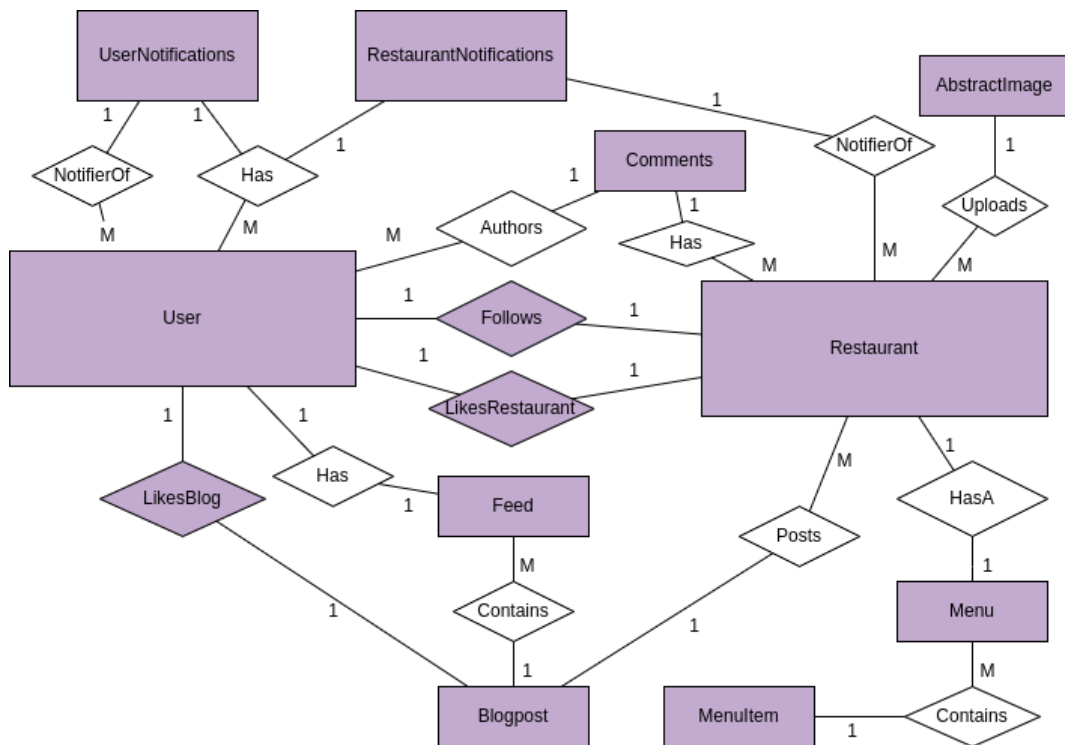 UserNotifications
RestaurantNotifications
AbstractImage
1
1
1
1
1
NotifierOf
Has
Comments
NotifierOf
1
1
1
Authors
Uploads
M
M
M
Has
M
M
M
User
1
Follows
1
Restaurant
1
LikesRestaurant
1
1
1
M
1
LikesBlog
Has
1
Feed
HasA
Posts
M
1
1
Contains
1
Menu
1
M
Blogpost
MenuItem
1
Contains